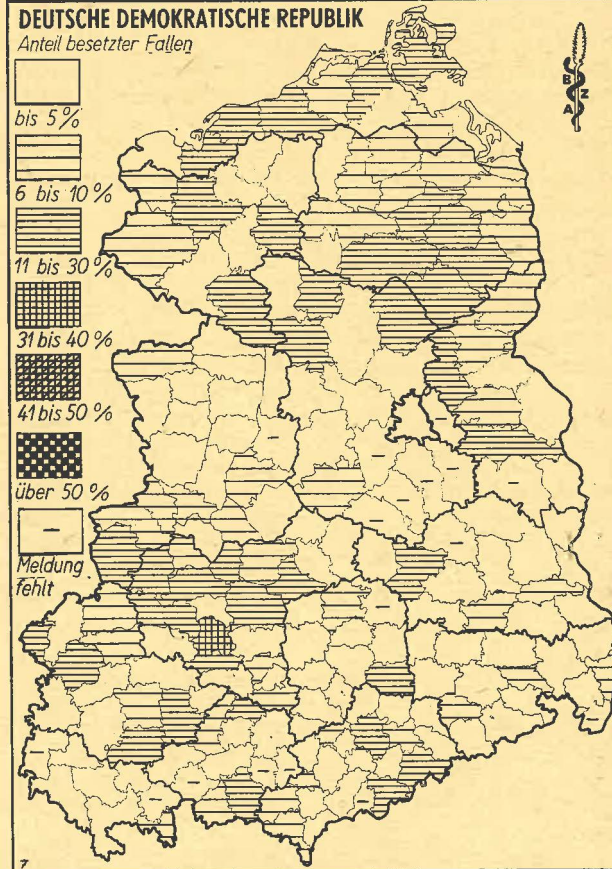 DEUTSCHE DEMOKRATISCHE REPUBLIK
Anteil besetzter Fallen
bis 5%
6 bis 10%
11 bis 30%
31 bis 40%
41 bis 50%
über 50%
Meldung
fehlt
B
Z
A
7